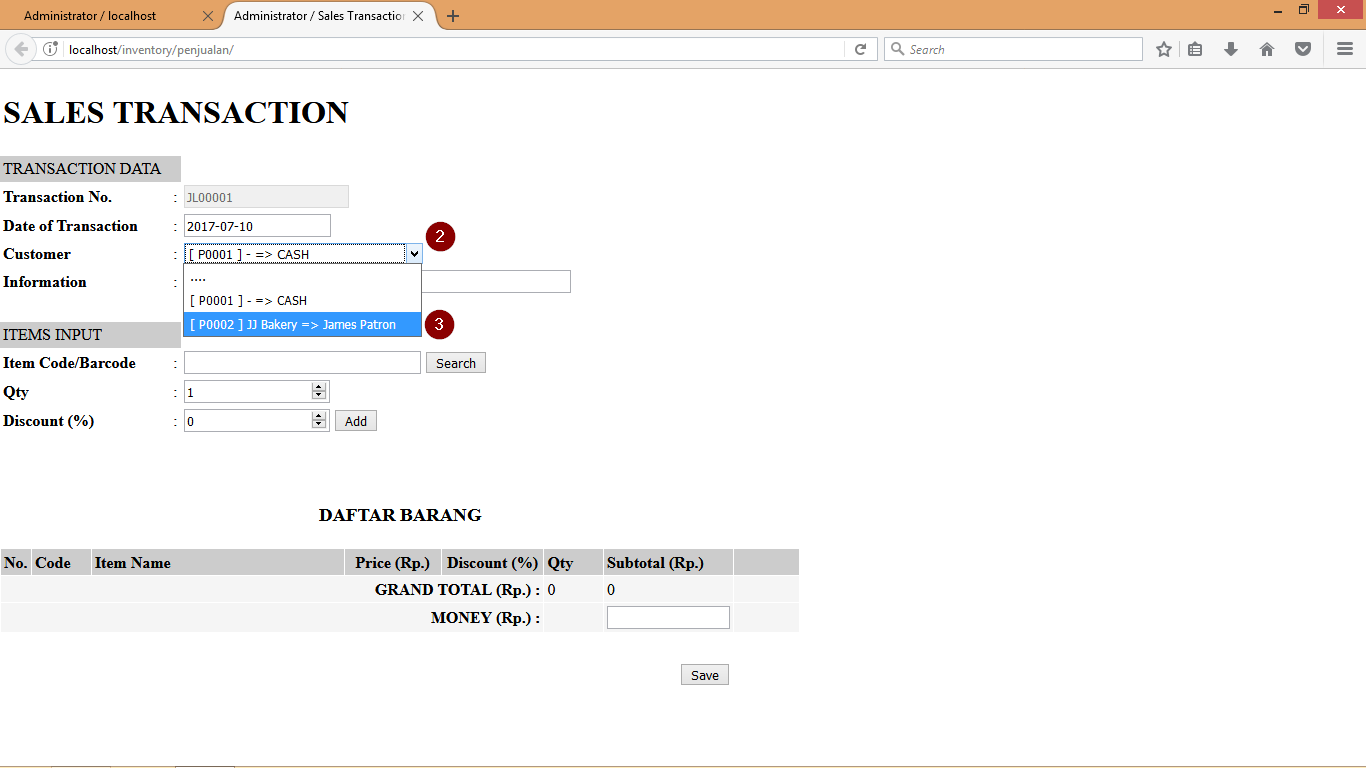 Administrator / localhost
Administrator / Sales Transaction
localhost/inventory/penjualan/
Search
SALES TRANSACTION
TRANSACTION DATA
Transaction No. : JL00001
Date of Transaction : 2017-07-10
2
Customer : [ P0001 ] - => CASH
Information :
....
[ P0001 ] - => CASH
[ P0002 ] JJ Bakery => James Patron
3
ITEMS INPUT
Item Code/Barcode : Search
Qty : 1
Discount (%) : 0 Add
DAFTAR BARANG
No. Code Item Name Price (Rp.) Discount (%) Qty Subtotal (Rp.)
GRAND TOTAL (Rp.) : 0 0
MONEY (Rp.) :
Save